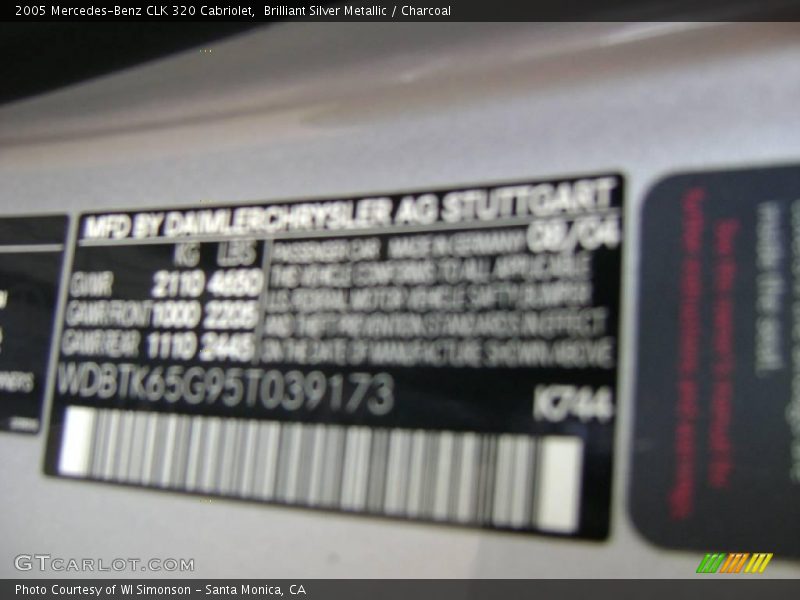 2005 Mercedes-Benz CLK 320 Cabriolet, Brilliant Silver Metallic / Charcoal
MFD BY DAIMLERCHRYSLER AG STUTTGART
KG LBS
PASSENGER CAR MADE IN GERMANY 08/04
GVWR 2110 4650
THE VEHICLE CONFORMS TO ALL APPLICABLE
U.S. FEDERAL MOTOR VEHICLE SAFETY BUMPER
GAWR FRONT 1000 2205
AND THEFT PREVENTION STANDARDS IN EFFECT
GAWR REAR 1110 2445
ON THE DATE OF MANUFACTURE SHOWN ABOVE
WDBTK65G95T039173
K744
GTCARLOT.COM
Photo Courtesy of WI Simonson - Santa Monica, CA